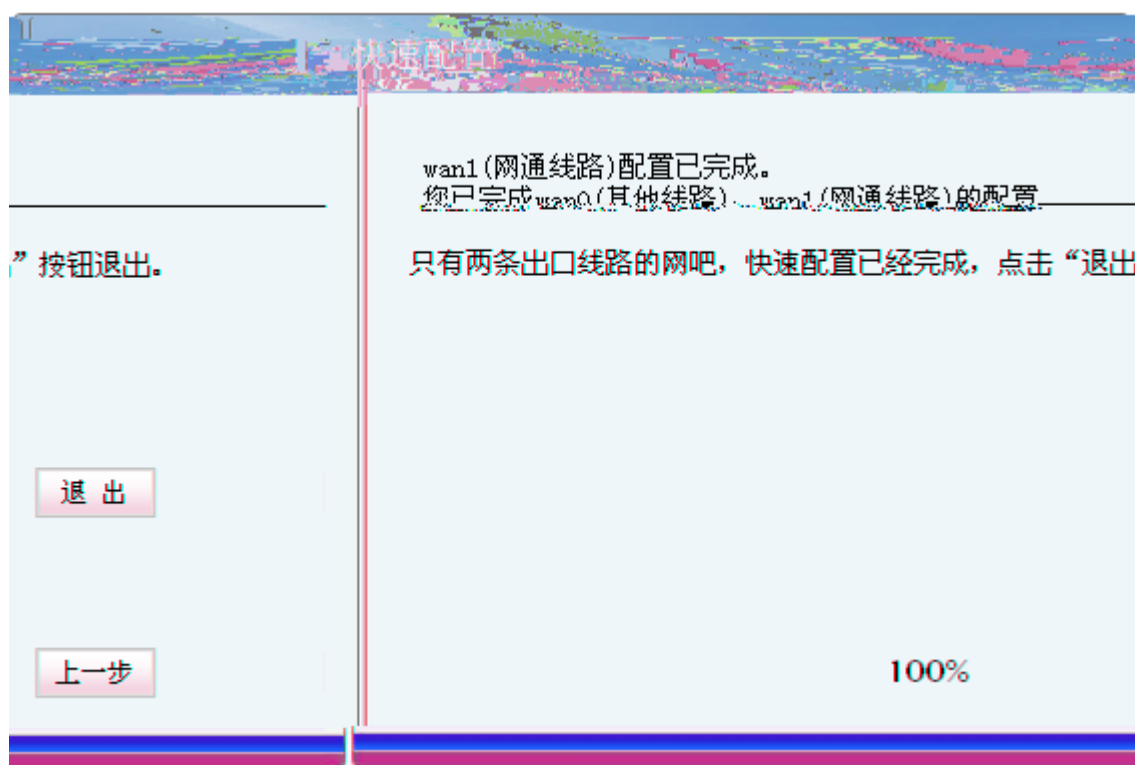 快速配置
wan1(网通线路)配置已完成。
您已完成wan0(其他线路)、wan1(网通线路)的配置
只有两条出口线路的网吧，快速配置已经完成，点击“退出
”按钮退出。
退 出
上一步
100%